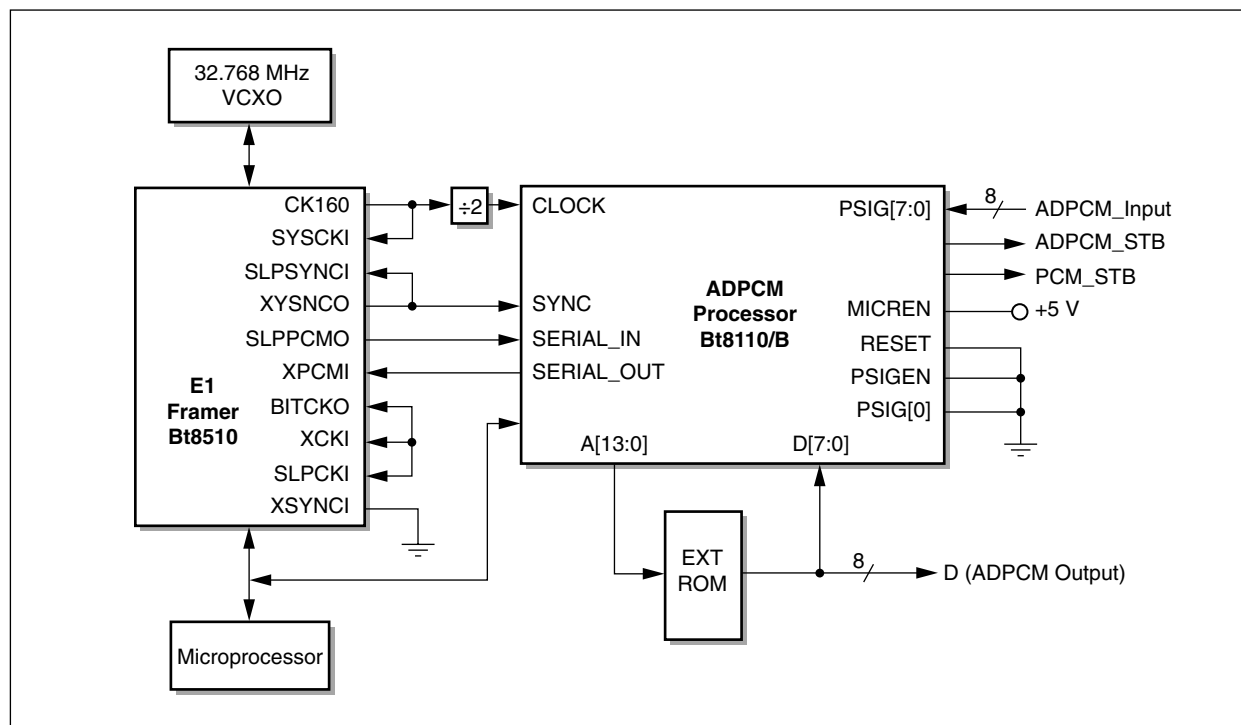 32.768 MHz
VCXO
CK160
SYSCKI
SLPSYNCI
XYSNCO
SLPPCMO
XPCMI
BITCKO
XCKI
SLPCKI
XSYNCI
E1
Framer
Bt8510
÷2
CLOCK
SYNC
SERIAL_IN
SERIAL_OUT
A[13:0]
D[7:0]
ADPCM
Processor
Bt8110/B
PSIG[7:0]
MICREN
RESET
PSIGEN
PSIG[0]
8
ADPCM_Input
ADPCM_STB
PCM_STB
+5 V
EXT
ROM
8
D (ADPCM Output)
Microprocessor